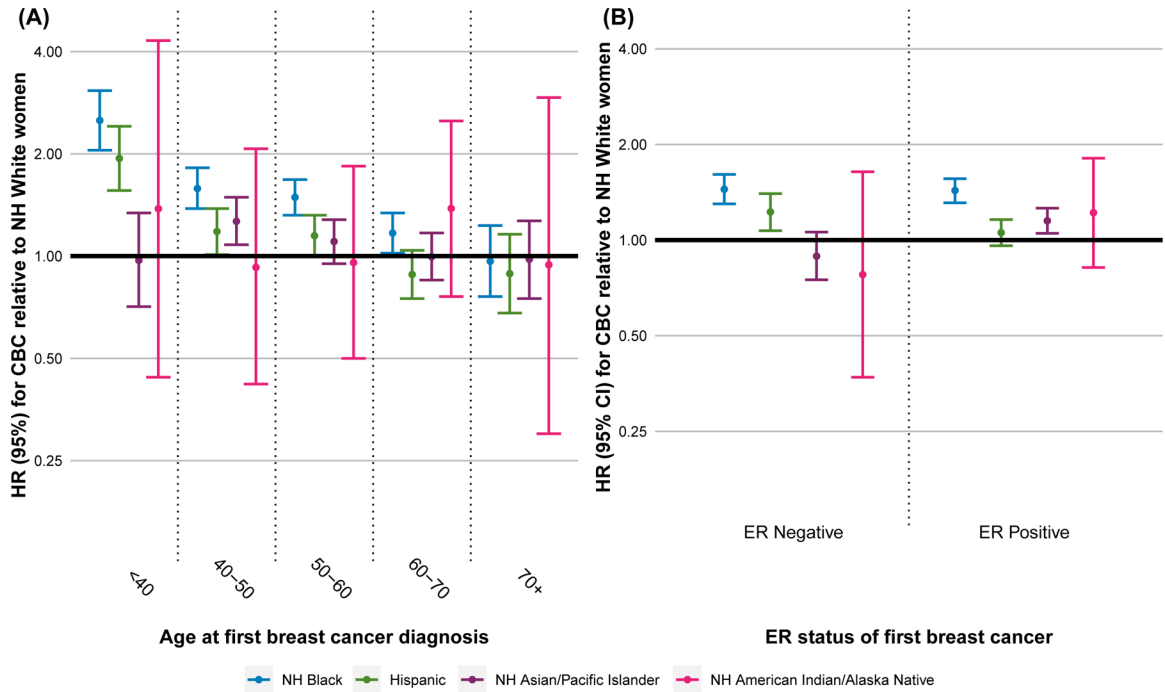 (A)
HR (95%) for CBC relative to NH White women
4.00
2.00
1.00
0.50
0.25
<40
40–50
50–60
60–70
70+
Age at first breast cancer diagnosis
(B)
HR (95% CI) for CBC relative to NH White women
4.00
2.00
1.00
0.50
0.25
ER Negative
ER Positive
ER status of first breast cancer
NH Black
Hispanic
NH Asian/Pacific Islander
NH American Indian/Alaska Native